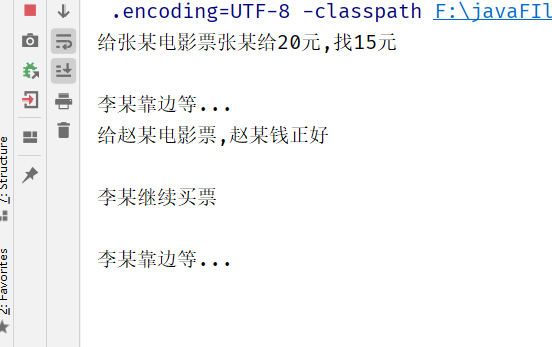 .encoding=UTF-8 -classpath F:\javaFIl
给张某电影票张某给20元,找15元
李某靠边等...
给赵某电影票,赵某钱正好
李某继续买票
李某靠边等...
7: Structure
2: Favorites